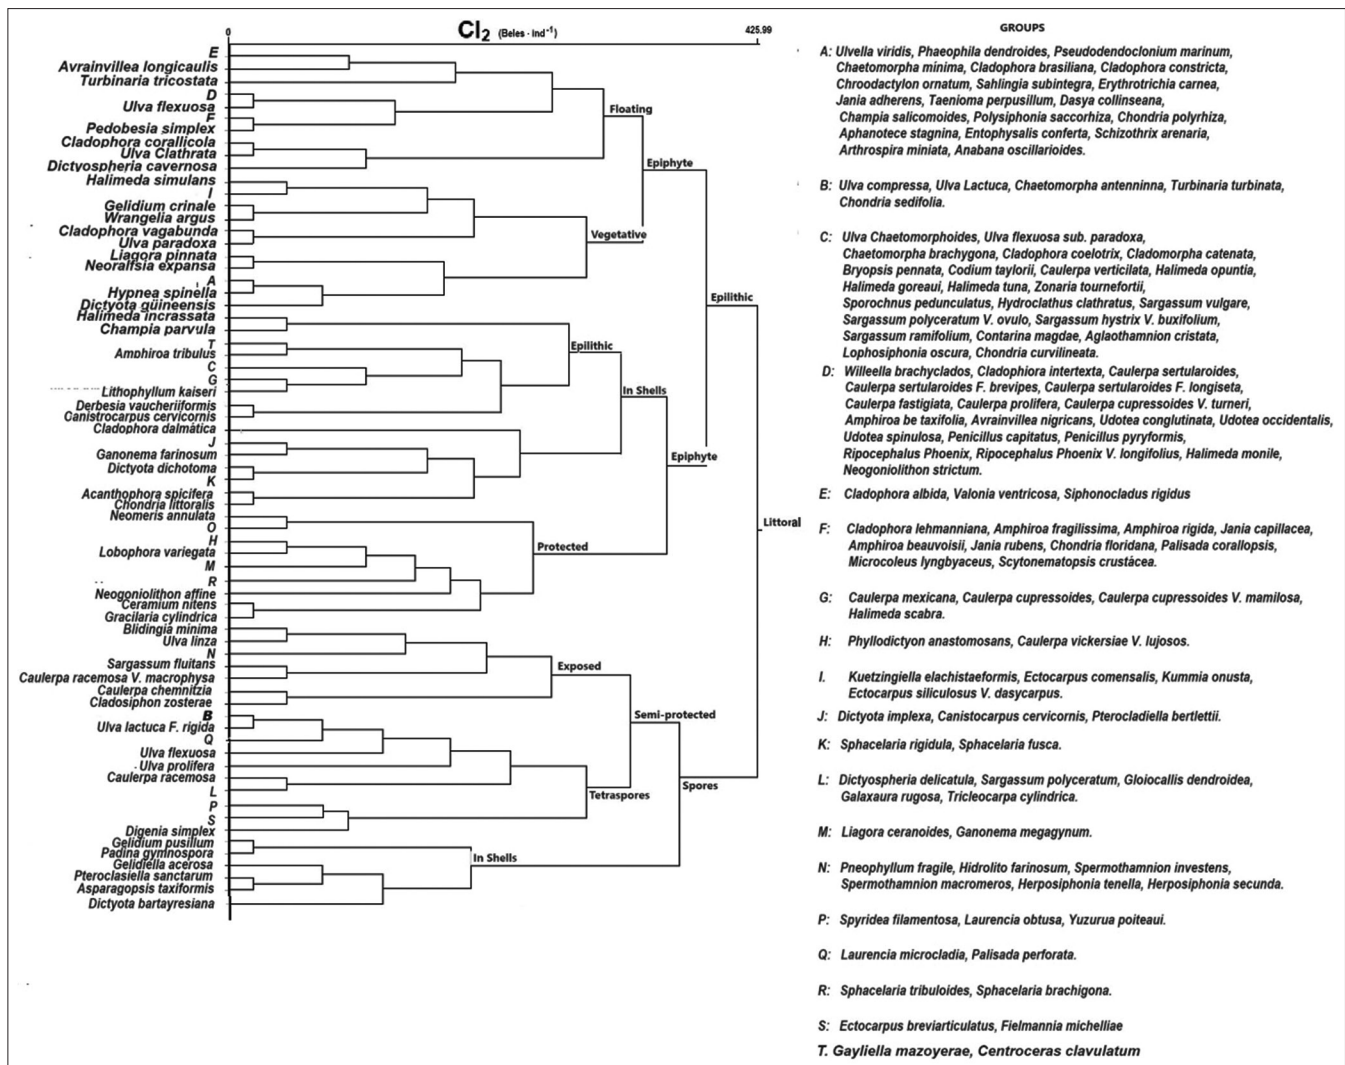 0
Cl2 (Beles · ind-1)
425.99
E
Avrainvillea longicaulis
Turbinaria tricostata
D
Ulva flexuosa
F
Pedobesia simplex
Cladophora corallicola
Ulva Clathrata
Dictyospheria cavernosa
Halimeda simulans
I
Gelidium crinale
Wrangelia argus
Cladophora vagabunda
Ulva paradoxa
Liagora pinnata
Neoralfsia expansa
A
Hypnea spinella
Dictyota güineensis
Halimeda incrassata
Champia parvula
T
Amphiroa tribulus
C
G
Lithophyllum kaiseri
Derbesia vaucheriiformis
Canistrocarpus cervicornis
Cladophora dalmática
J
Ganonema farinosum
Dictyota dichotoma
K
Acanthophora spicifera
Chondria littoralis
Neomeris annulata
O
H
Lobophora variegata
M
R
Neogoniolithon affine
Ceramium nitens
Gracilaria cylindrica
Blidingia minima
Ulva linza
N
Sargassum fluitans
Caulerpa racemosa V. macrophysa
Caulerpa chemnitzia
Cladosiphon zosterae
B
Ulva lactuca F. rigida
Q
Ulva flexuosa
Ulva prolifera
Caulerpa racemosa
L
P
S
Digenia simplex
Gelidium pusillum
Padina gymnospora
Gelidiella acerosa
Pteroclasiella sanctarum
Asparagopsis taxiformis
Dictyota bartayresiana
Floating
Epiphyte
Vegetative
Epilithic
Epilithic
In Shells
Epiphyte
Protected
Littoral
Exposed
Semi-protected
Tetraspores
Spores
In Shells
GROUPS
A: Ulvella viridis, Phaeophila dendroides, Pseudodendoclonium marinum,
Chaetomorpha minima, Cladophora brasiliana, Cladophora constricta,
Chroodactylon ornatum, Sahlingia subintegra, Erythrotrichia carnea,
Jania adherens, Taenioma perpusillum, Dasya collinseana,
Champia salicomoides, Polysiphonia saccorhiza, Chondria polyrhiza,
Aphanotece stagnina, Entophysalis conferta, Schizothrix arenaria,
Arthrospira miniata, Anabana oscillarioides.
B: Ulva compressa, Ulva Lactuca, Chaetomorpha antenninna, Turbinaria turbinata,
Chondria sedifolia.
C: Ulva Chaetomorphoides, Ulva flexuosa sub. paradoxa,
Chaetomorpha brachygona, Cladophora coelotrix, Cladomorpha catenata,
Bryopsis pennata, Codium taylorii, Caulerpa verticilata, Halimeda opuntia,
Halimeda goreaui, Halimeda tuna, Zonaria tournefortii,
Sporochnus pedunculatus, Hydroclathus clathratus, Sargassum vulgare,
Sargassum polyceratum V. ovulo, Sargassum hystrix V. buxifolium,
Sargassum ramifolium, Contarina magdae, Aglaothamnion cristata,
Lophosiphonia oscura, Chondria curvilineata.
D: Willeella brachyclados, Cladophiora intertexta, Caulerpa sertularoides,
Caulerpa sertularoides F. brevipes, Caulerpa sertularoides F. longiseta,
Caulerpa fastigiata, Caulerpa prolifera, Caulerpa cupressoides V. turneri,
Amphiroa be taxifolia, Avrainvillea nigricans, Udotea conglutinata, Udotea occidentalis,
Udotea spinulosa, Penicillus capitatus, Penicillus pyryformis,
Ripocephalus Phoenix, Ripocephalus Phoenix V. longifolius, Halimeda monile,
Neogoniolithon strictum.
E: Cladophora albida, Valonia ventricosa, Siphonocladus rigidus
F: Cladophora lehmanniana, Amphiroa fragilissima, Amphiroa rigida, Jania capillacea,
Amphiroa beauvoisii, Jania rubens, Chondria floridana, Palisada corallopsis,
Microcoleus lyngbyaceus, Scytonematopsis crustácea.
G: Caulerpa mexicana, Caulerpa cupressoides, Caulerpa cupressoides V. mamilosa,
Halimeda scabra.
H: Phyllodictyon anastomosans, Caulerpa vickersiae V. lujosos.
I. Kuetzingiella elachistaeformis, Ectocarpus comensalis, Kummia onusta,
Ectocarpus siliculosus V. dasycarpus.
J: Dictyota implexa, Canistocarpus cervicornis, Pterocladiella bertlettii.
K: Sphacelaria rigidula, Sphacelaria fusca.
L: Dictyospheria delicatula, Sargassum polyceratum, Gloiocallis dendroidea,
Galaxaura rugosa, Tricleocarpa cylindrica.
M: Liagora ceranoides, Ganonema megagynum.
N: Pneophyllum fragile, Hidrolito farinosum, Spermothamnion investens,
Spermothamnion macromeros, Herposiphonia tenella, Herposiphonia secunda.
P: Spyridea filamentosa, Laurencia obtusa, Yuzurua poiteaui.
Q: Laurencia microcladia, Palisada perforata.
R: Sphacelaria tribuloides, Sphacelaria brachigona.
S: Ectocarpus breviarticulatus, Fielmannia michelliae
T. Gayliella mazoyerae, Centroceras clavulatum